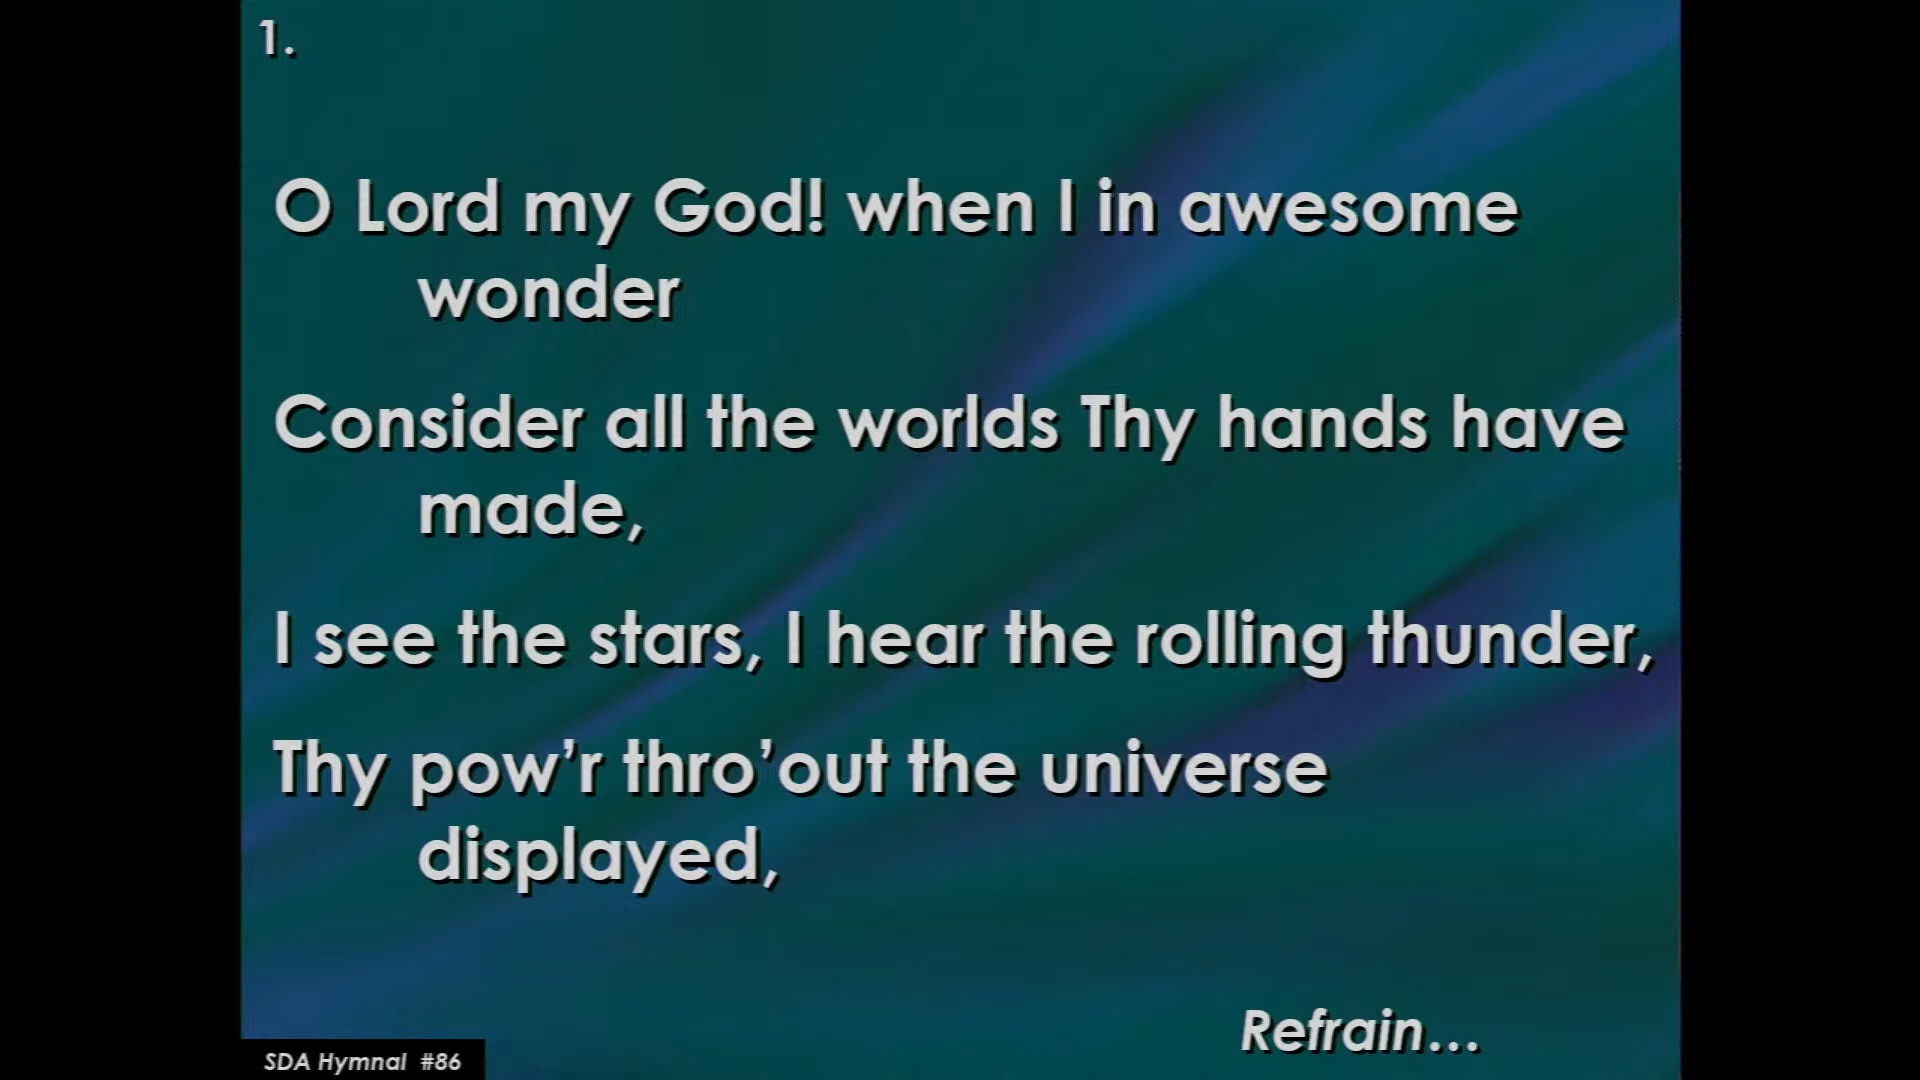 1.
O Lord my God! when I in awesome
wonder
Consider all the worlds Thy hands have
made,
I see the stars, I hear the rolling thunder,
Thy pow’r thro’out the universe
displayed,
Refrain...
SDA Hymnal #86